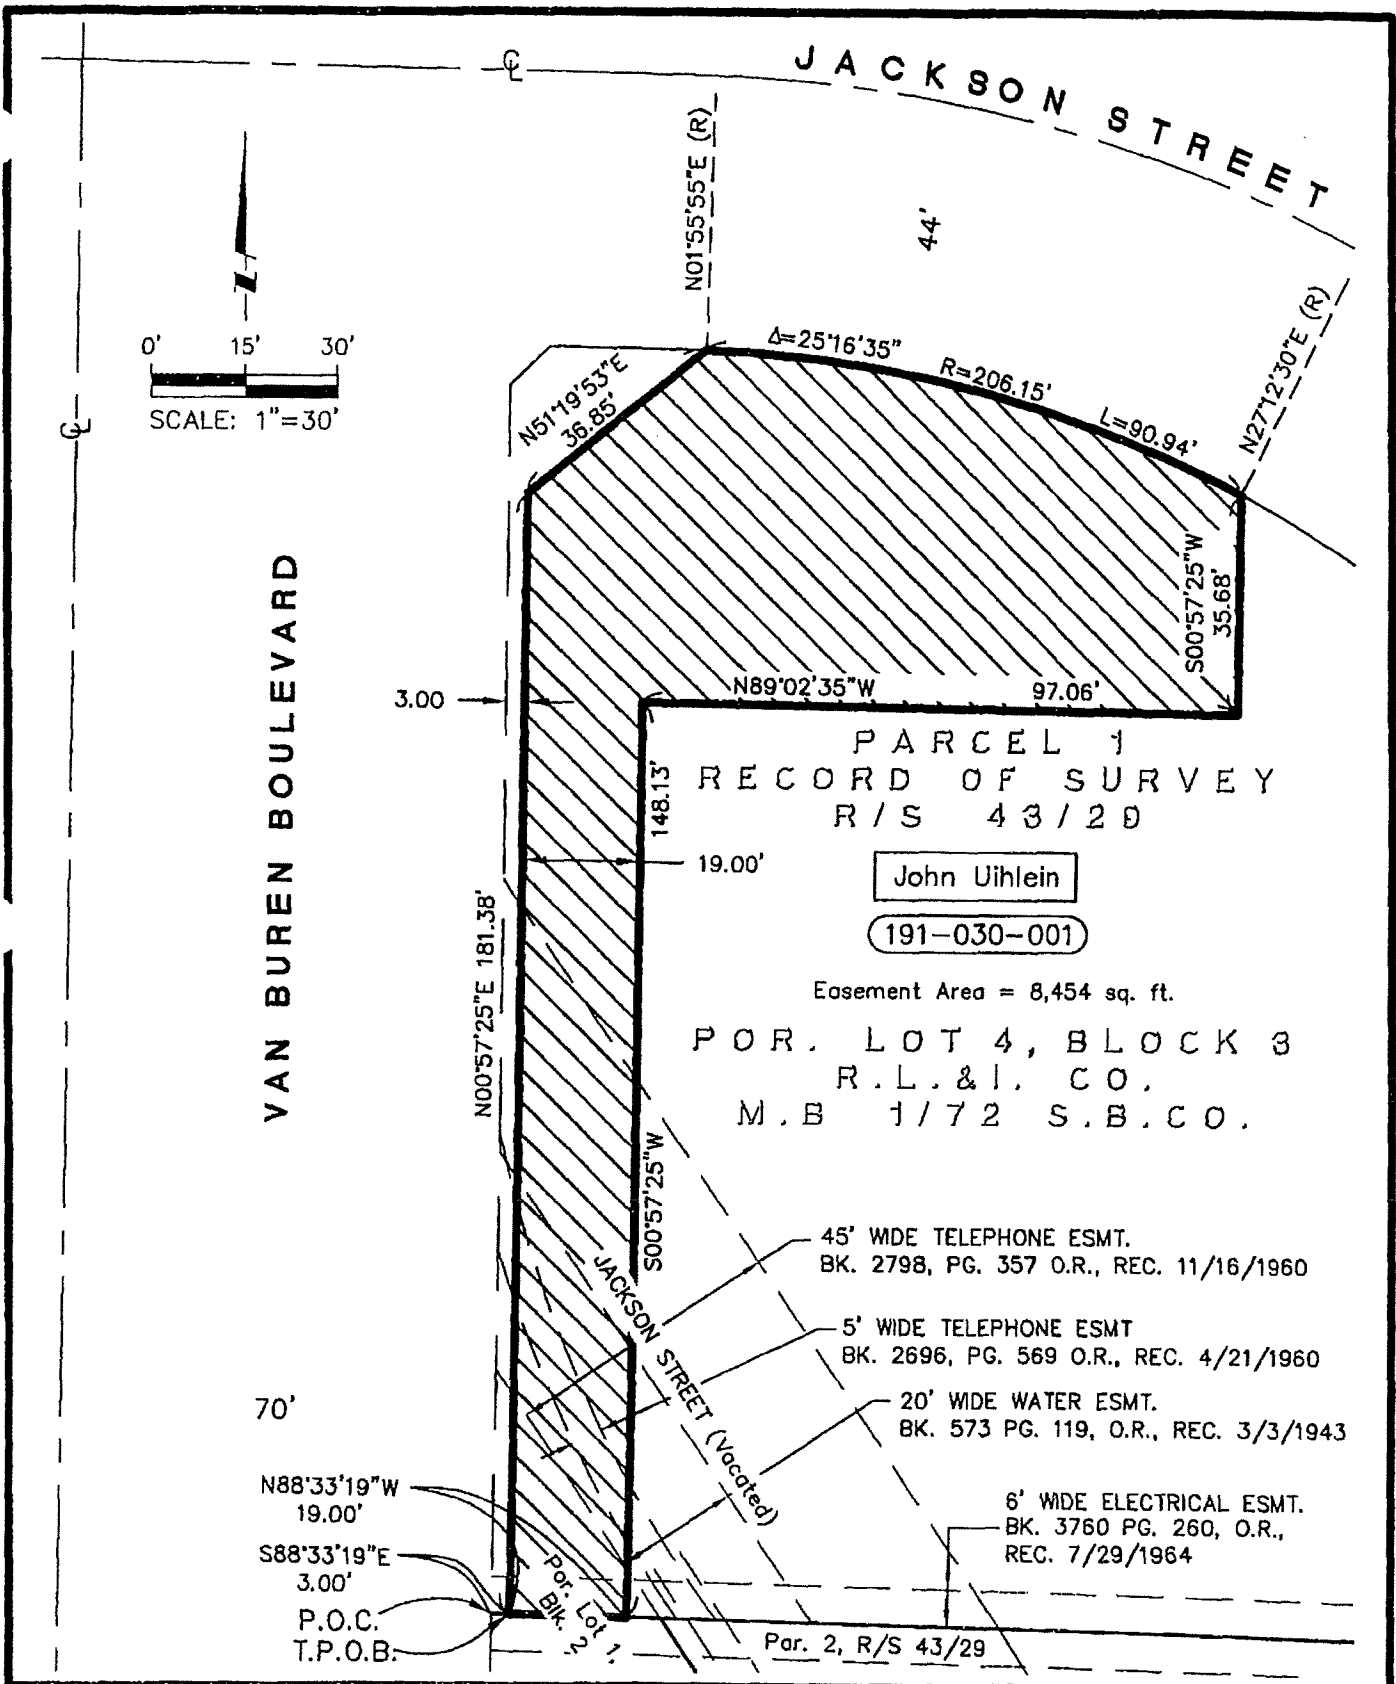 ℄
JACKSON STREET
N01°55'55"E (R)
44'
0' 15' 30'
SCALE: 1"=30'
℄
N51°19'53"E
36.85'
Δ=25°16'35"
R=206.15'
L=90.94'
N27°12'30"E (R)
S00°57'25"W
35.68'
VAN BUREN BOULEVARD
3.00
N89°02'35"W 97.06'
148.13'
PARCEL 1
RECORD OF SURVEY
R/S 43/29
19.00'
John Uihlein
191-030-001
N00°57'25"E 181.38'
Easement Area = 8,454 sq. ft.
POR. LOT 4, BLOCK 3
R.L.&I. CO.
M.B 1/72 S.B.CO.
S00°57'25"W
JACKSON STREET (Vacated)
45' WIDE TELEPHONE ESMT.
BK. 2798, PG. 357 O.R., REC. 11/16/1960
5' WIDE TELEPHONE ESMT
BK. 2696, PG. 569 O.R., REC. 4/21/1960
20' WIDE WATER ESMT.
BK. 573 PG. 119, O.R., REC. 3/3/1943
70'
N88°33'19"W
19.00'
6' WIDE ELECTRICAL ESMT.
BK. 3760 PG. 260, O.R.,
REC. 7/29/1964
S88°33'19"E
3.00'
P.O.C.
T.P.O.B.
Por. Lot 1,
Blk. 2
Par. 2, R/S 43/29